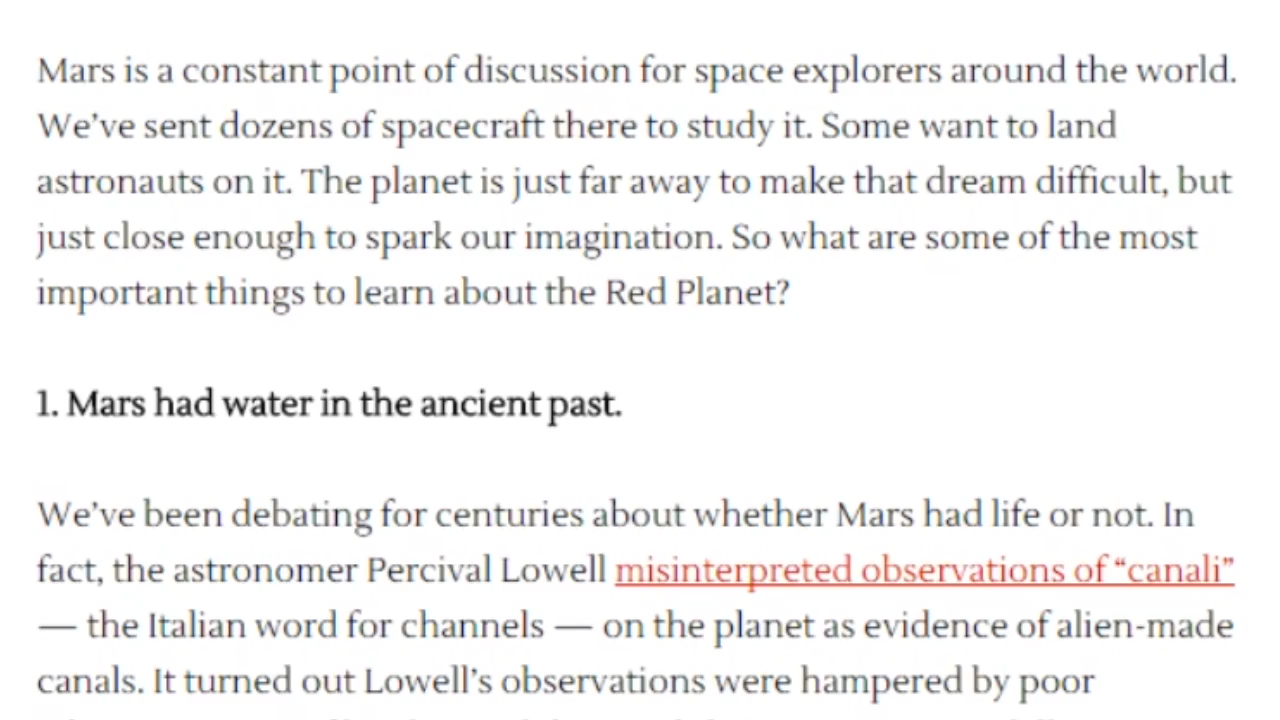 Mars is a constant point of discussion for space explorers around the world.
We’ve sent dozens of spacecraft there to study it. Some want to land
astronauts on it. The planet is just far away to make that dream difficult, but
just close enough to spark our imagination. So what are some of the most
important things to learn about the Red Planet?
1. Mars had water in the ancient past.
We’ve been debating for centuries about whether Mars had life or not. In
fact, the astronomer Percival Lowell misinterpreted observations of “canali”
— the Italian word for channels — on the planet as evidence of alien-made
canals. It turned out Lowell’s observations were hampered by poor